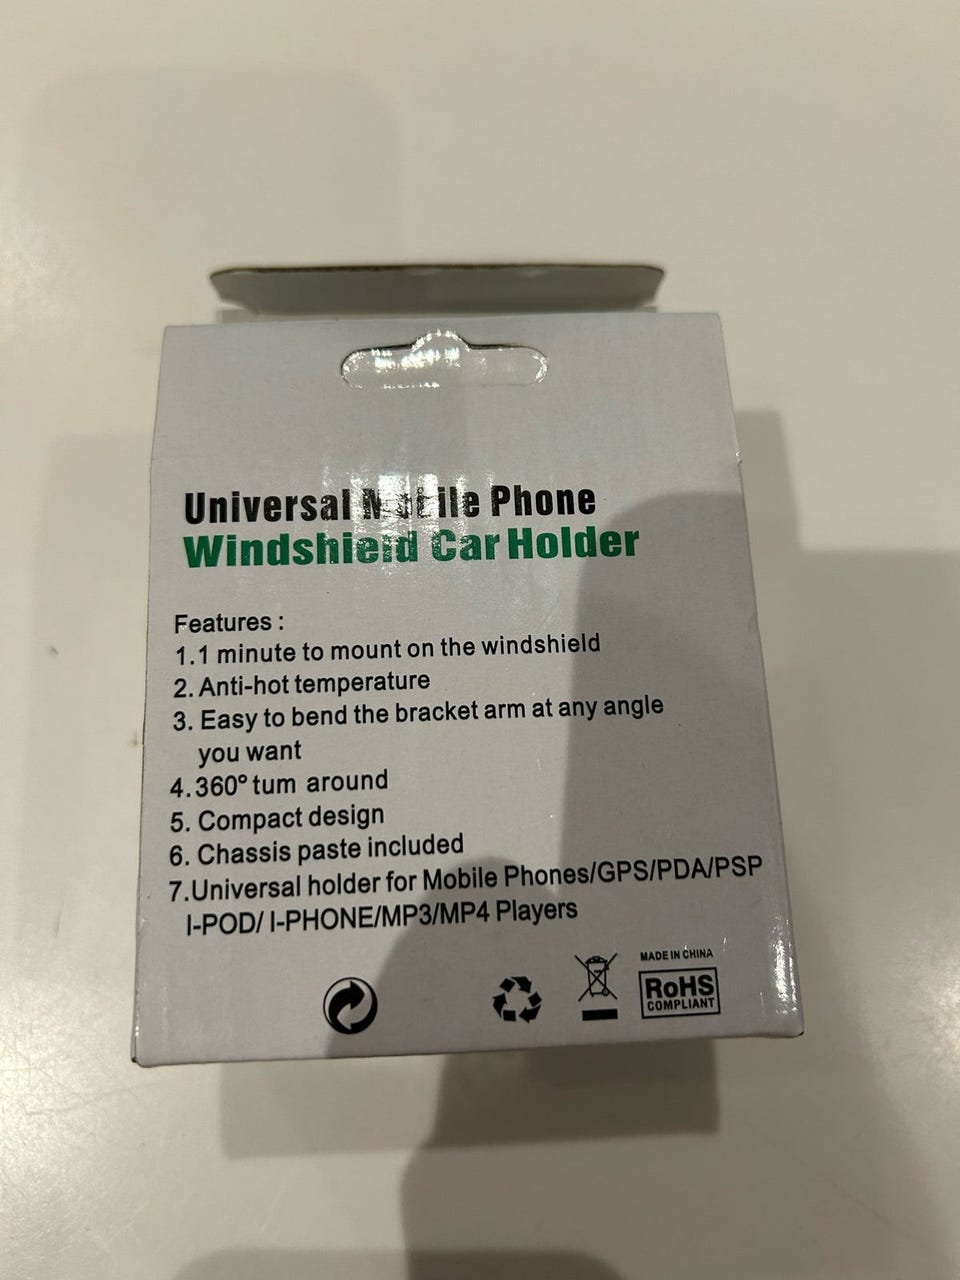 Universal Mobile Phone
Windshield Car Holder
Features :
1.1 minute to mount on the windshield
2. Anti-hot temperature
3. Easy to bend the bracket arm at any angle
you want
4.360° tum around
5. Compact design
6. Chassis paste included
7.Universal holder for Mobile Phones/GPS/PDA/PSP
I-POD/ I-PHONE/MP3/MP4 Players
MADE IN CHINA
RoHS
COMPLIANT